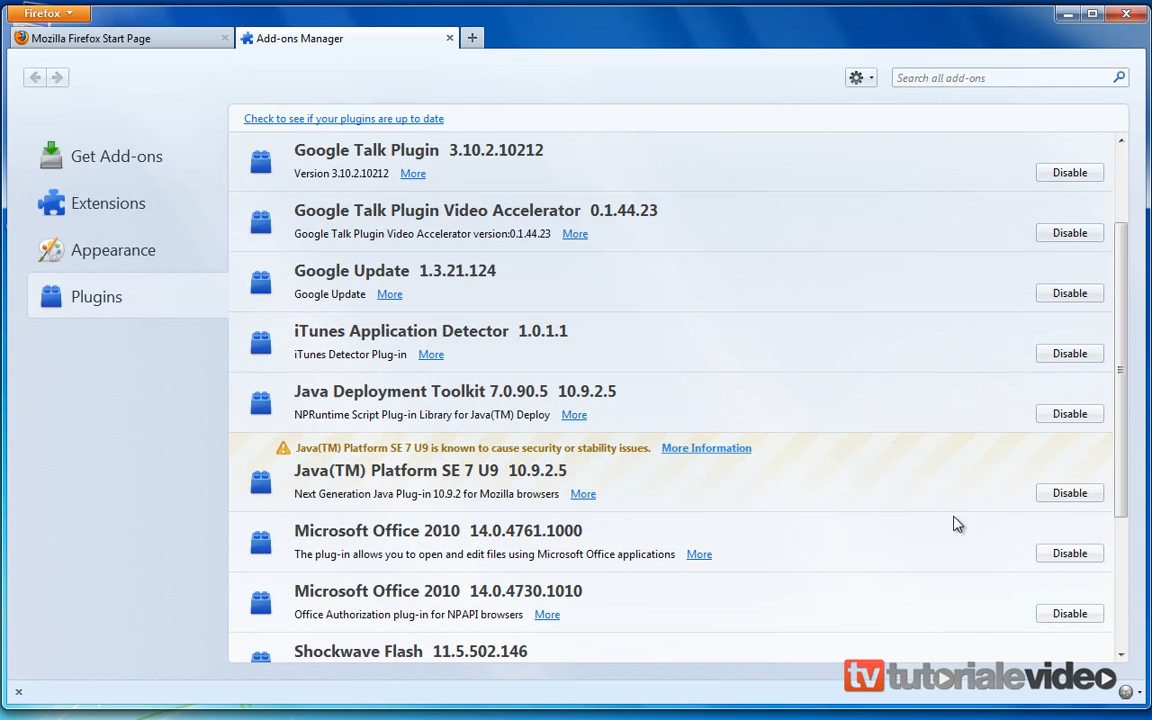 Firefox
Mozilla Firefox Start Page
Add-ons Manager
Search all add-ons
Check to see if your plugins are up to date
Get Add-ons
Extensions
Appearance
Plugins
Google Talk Plugin 3.10.2.10212
Version 3.10.2.10212 More
Disable
Google Talk Plugin Video Accelerator 0.1.44.23
Google Talk Plugin Video Accelerator version:0.1.44.23 More
Disable
Google Update 1.3.21.124
Google Update More
Disable
iTunes Application Detector 1.0.1.1
iTunes Detector Plug-in More
Disable
Java Deployment Toolkit 7.0.90.5 10.9.2.5
NPRuntime Script Plug-in Library for Java(TM) Deploy More
Disable
Java(TM) Platform SE 7 U9 is known to cause security or stability issues. More Information
Java(TM) Platform SE 7 U9 10.9.2.5
Next Generation Java Plug-in 10.9.2 for Mozilla browsers More
Disable
Microsoft Office 2010 14.0.4761.1000
The plug-in allows you to open and edit files using Microsoft Office applications More
Disable
Microsoft Office 2010 14.0.4730.1010
Office Authorization plug-in for NPAPI browsers More
Disable
Shockwave Flash 11.5.502.146
tv tutorialevideo